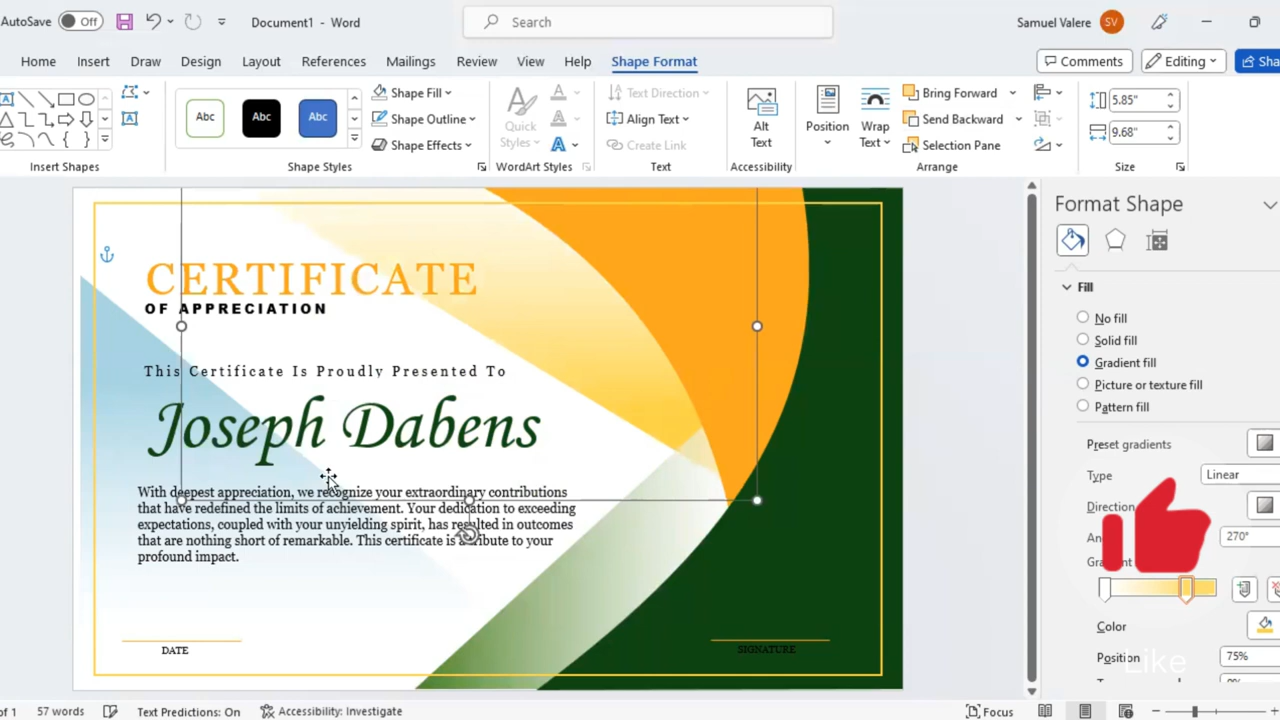 AutoSave Off Document1 - Word Search Samuel Valere SV
Home Insert Draw Design Layout References Mailings Review View Help Shape Format Comments Editing
A Shape Fill Text Direction Bring Forward 5.85"
Abc Abc Abc Shape Outline Quick Styles Align Text Alt Text Position Wrap Text Send Backward 9.68"
Shape Effects Create Link Selection Pane
Insert Shapes Shape Styles WordArt Styles Text Accessibility Arrange Size
Format Shape
CERTIFICATE
OF APPRECIATION
This Certificate Is Proudly Presented To
Joseph Dabens
With deepest appreciation, we recognize your extraordinary contributions
that have redefined the limits of achievement. Your dedication to exceeding
expectations, coupled with your unyielding spirit, has resulted in outcomes
that are nothing short of remarkable. This certificate is a tribute to your
profound impact.
DATE
SIGNATURE
Fill
No fill
Solid fill
Gradient fill
Picture or texture fill
Pattern fill
Preset gradients
Type Linear
Direction
270°
Color
Position 75%
Like
of 1 57 words Text Predictions: On Accessibility: Investigate Focus